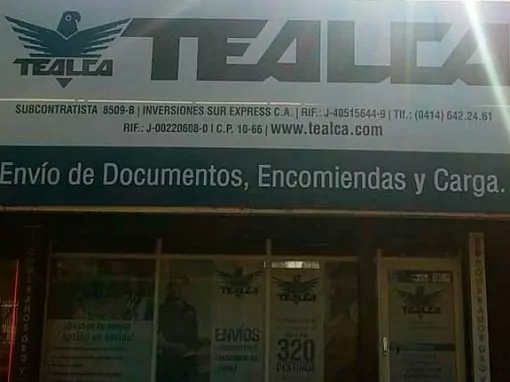 TEALCA
TEALCA
SUBCONTRATISTA 8509-B | INVERSIONES SUR EXPRESS C.A. | RIF.: J-40515644-9 | Tlf.: (0414) 642.24.61
RIF.: J-00220608-0 | C.P. 10-66 | www.tealca.com
Envío de Documentos, Encomiendas y Carga.
TEALCA
TEALCA
TEALCA
ENVÍOS
320